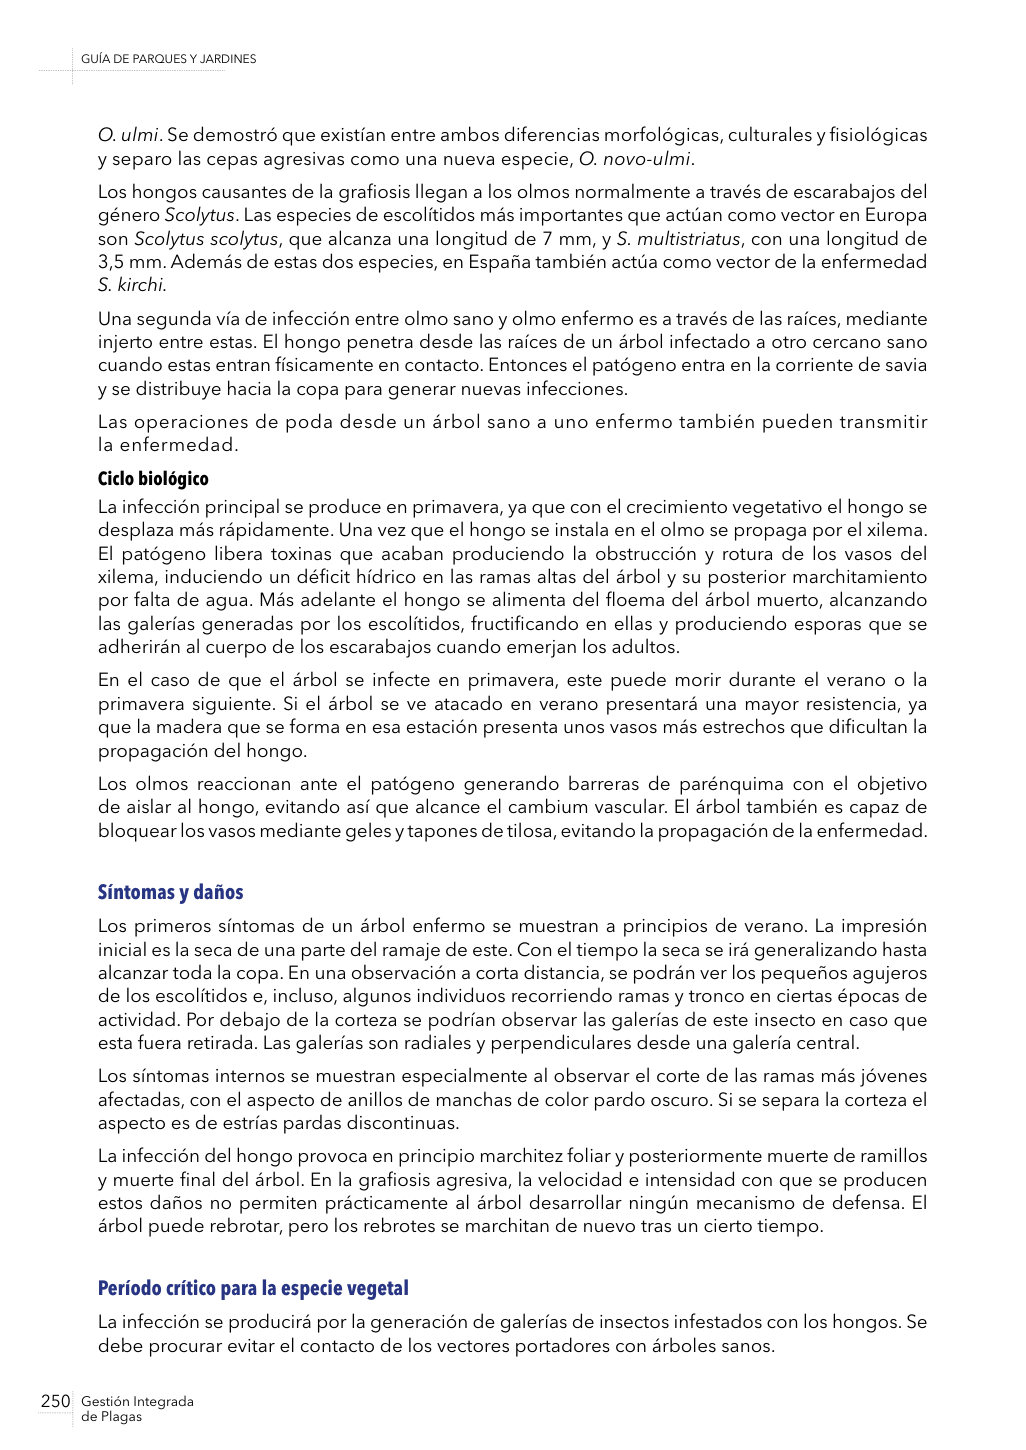 GUÍA DE PARQUES Y JARDINES
O. ulmi. Se demostró que existían entre ambos diferencias morfológicas, culturales y fisiológicas
y separo las cepas agresivas como una nueva especie, O. novo-ulmi.
Los hongos causantes de la grafiosis llegan a los olmos normalmente a través de escarabajos del
género Scolytus. Las especies de escolítidos más importantes que actúan como vector en Europa
son Scolytus scolytus, que alcanza una longitud de 7 mm, y S. multistriatus, con una longitud de
3,5 mm. Además de estas dos especies, en España también actúa como vector de la enfermedad
S. kirchi.
Una segunda vía de infección entre olmo sano y olmo enfermo es a través de las raíces, mediante
injerto entre estas. El hongo penetra desde las raíces de un árbol infectado a otro cercano sano
cuando estas entran físicamente en contacto. Entonces el patógeno entra en la corriente de savia
y se distribuye hacia la copa para generar nuevas infecciones.
Las operaciones de poda desde un árbol sano a uno enfermo también pueden transmitir
la enfermedad.
Ciclo biológico
La infección principal se produce en primavera, ya que con el crecimiento vegetativo el hongo se
desplaza más rápidamente. Una vez que el hongo se instala en el olmo se propaga por el xilema.
El patógeno libera toxinas que acaban produciendo la obstrucción y rotura de los vasos del
xilema, induciendo un déficit hídrico en las ramas altas del árbol y su posterior marchitamiento
por falta de agua. Más adelante el hongo se alimenta del floema del árbol muerto, alcanzando
las galerías generadas por los escolítidos, fructificando en ellas y produciendo esporas que se
adherirán al cuerpo de los escarabajos cuando emerjan los adultos.
En el caso de que el árbol se infecte en primavera, este puede morir durante el verano o la
primavera siguiente. Si el árbol se ve atacado en verano presentará una mayor resistencia, ya
que la madera que se forma en esa estación presenta unos vasos más estrechos que dificultan la
propagación del hongo.
Los olmos reaccionan ante el patógeno generando barreras de parénquima con el objetivo
de aislar al hongo, evitando así que alcance el cambium vascular. El árbol también es capaz de
bloquear los vasos mediante geles y tapones de tilosa, evitando la propagación de la enfermedad.
Síntomas y daños
Los primeros síntomas de un árbol enfermo se muestran a principios de verano. La impresión
inicial es la seca de una parte del ramaje de este. Con el tiempo la seca se irá generalizando hasta
alcanzar toda la copa. En una observación a corta distancia, se podrán ver los pequeños agujeros
de los escolítidos e, incluso, algunos individuos recorriendo ramas y tronco en ciertas épocas de
actividad. Por debajo de la corteza se podrían observar las galerías de este insecto en caso que
esta fuera retirada. Las galerías son radiales y perpendiculares desde una galería central.
Los síntomas internos se muestran especialmente al observar el corte de las ramas más jóvenes
afectadas, con el aspecto de anillos de manchas de color pardo oscuro. Si se separa la corteza el
aspecto es de estrías pardas discontinuas.
La infección del hongo provoca en principio marchitez foliar y posteriormente muerte de ramillos
y muerte final del árbol. En la grafiosis agresiva, la velocidad e intensidad con que se producen
estos daños no permiten prácticamente al árbol desarrollar ningún mecanismo de defensa. El
árbol puede rebrotar, pero los rebrotes se marchitan de nuevo tras un cierto tiempo.
Período crítico para la especie vegetal
La infección se producirá por la generación de galerías de insectos infestados con los hongos. Se
debe procurar evitar el contacto de los vectores portadores con árboles sanos.
250 Gestión Integrada
de Plagas